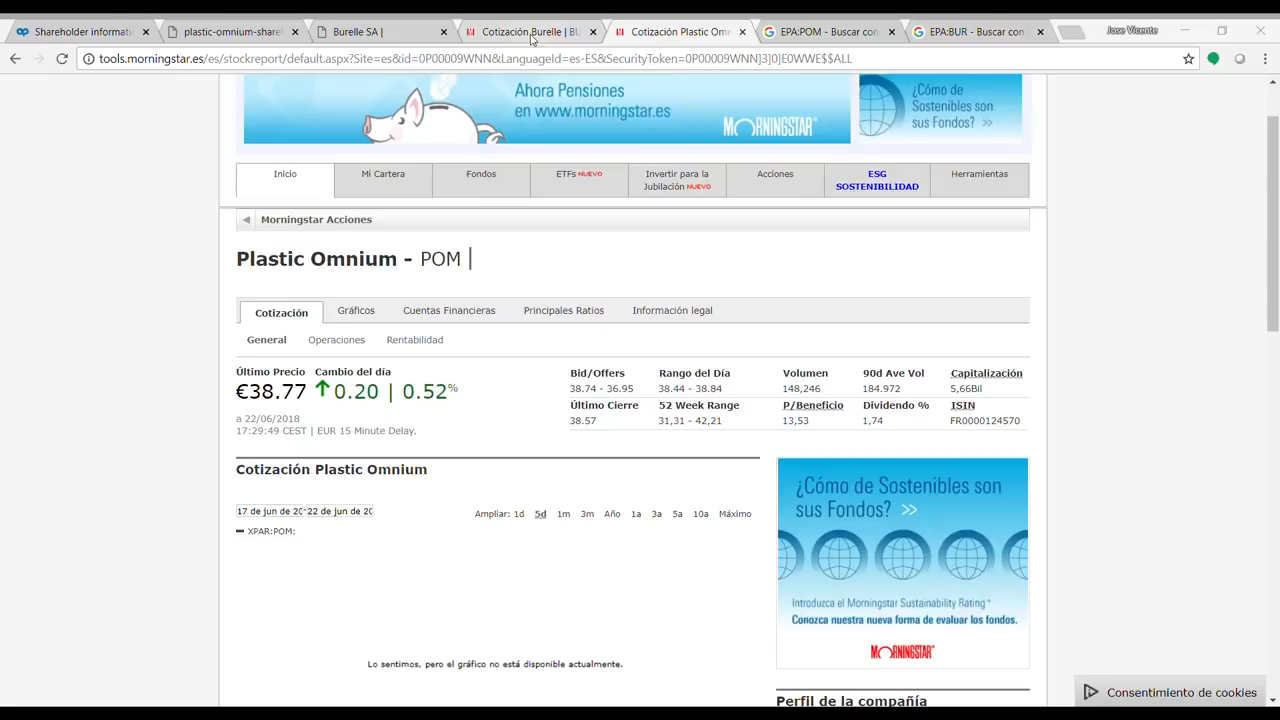 Shareholder informati
plastic omnium-share
Burelle SA |
Cotización Burelle | BU
Cotización Plastic Om
EPA:POM - Buscar con
EPA:BUR - Buscar con
Jose Vicente
tools.morningstar.es/es/stockreport/default.aspx?Site=es&id=0P00009WNN&LanguageId=es-ES&SecurityToken=0P00009WNN]3]0]E0WWE$$ALL
Ahora Pensiones
en www.morningstar.es
MORNINGSTAR
¿Cómo de
Sostenibles son
sus Fondos? >>
Inicio
Mi Cartera
Fondos
ETFs NUEVO
Invertir para la
Jubilación NUEVO
Acciones
ESG
SOSTENIBILIDAD
Herramientas
Morningstar Acciones
Plastic Omnium - POM |
Cotización
Gráficos
Cuentas Financieras
Principales Ratios
Información legal
General
Operaciones
Rentabilidad
Último Precio
Cambio del día
€38.77
0.20 | 0.52%
a 22/06/2018
17:29:49 CEST | EUR 15 Minute Delay.
Bid/Offers
Rango del Día
Volumen
90d Ave Vol
Capitalización
38.74 - 36.95
38.44 - 38.84
148,246
184.972
5,66Bil
Último Cierre
52 Week Range
P/Beneficio
Dividendo %
ISIN
38.57
31,31 - 42,21
13,53
1,74
FR0000124570
Cotización Plastic Omnium
17 de jun de 20
22 de jun de 20
Ampliar: 1d 5d 1m 3m Año 1a 3a 5a 10a Máximo
XPAR:POM:
Lo sentimos, pero el gráfico no está disponible actualmente.
¿Cómo de Sostenibles son
sus Fondos? >>
Introduzca el Morningstar Sustainability Rating™
Conozca nuestra nueva forma de evaluar los fondos.
MORNINGSTAR
Perfil de la compañía
Consentimiento de cookies